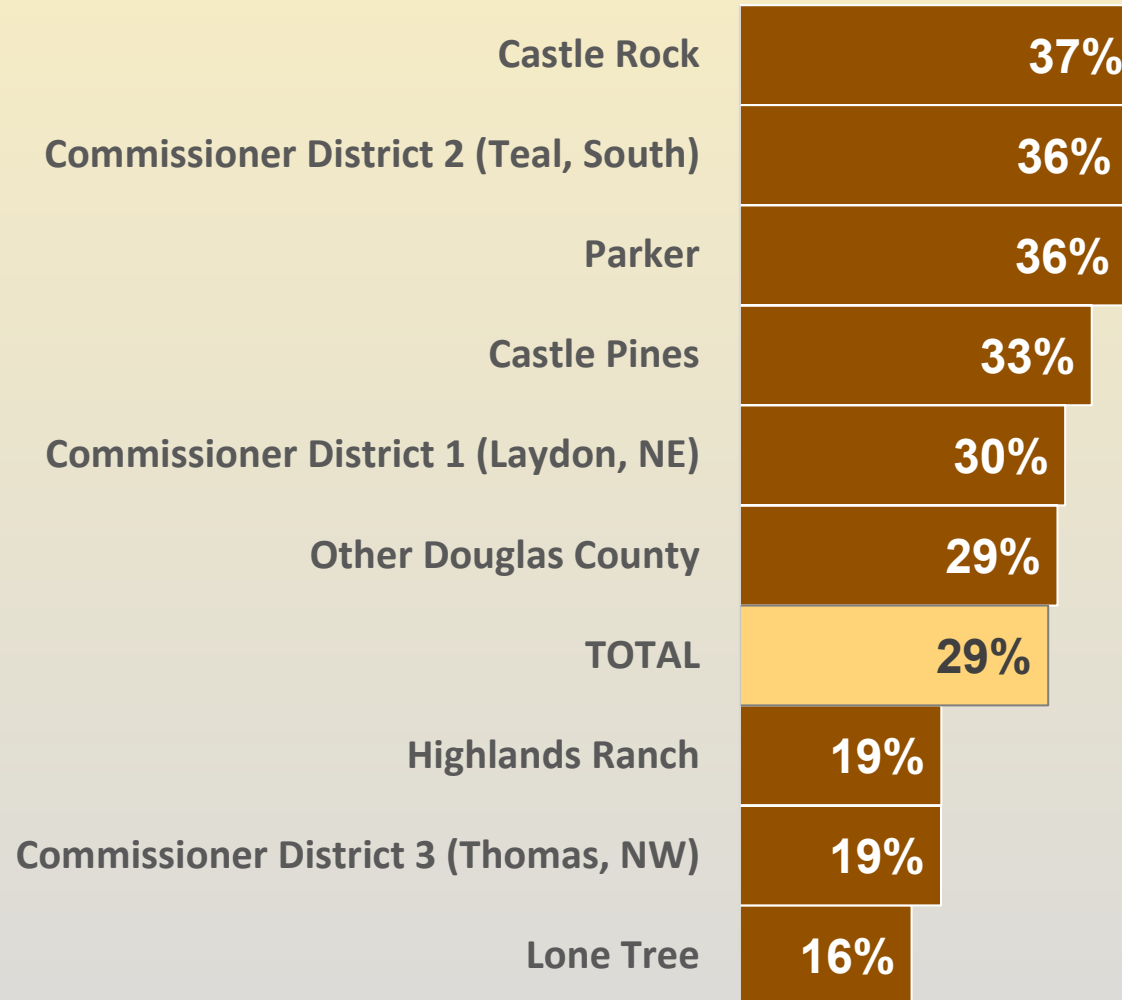 Castle Rock 37%
Commissioner District 2 (Teal, South) 36%
Parker 36%
Castle Pines 33%
Commissioner District 1 (Laydon, NE) 30%
Other Douglas County 29%
TOTAL 29%
Highlands Ranch 19%
Commissioner District 3 (Thomas, NW) 19%
Lone Tree 16%